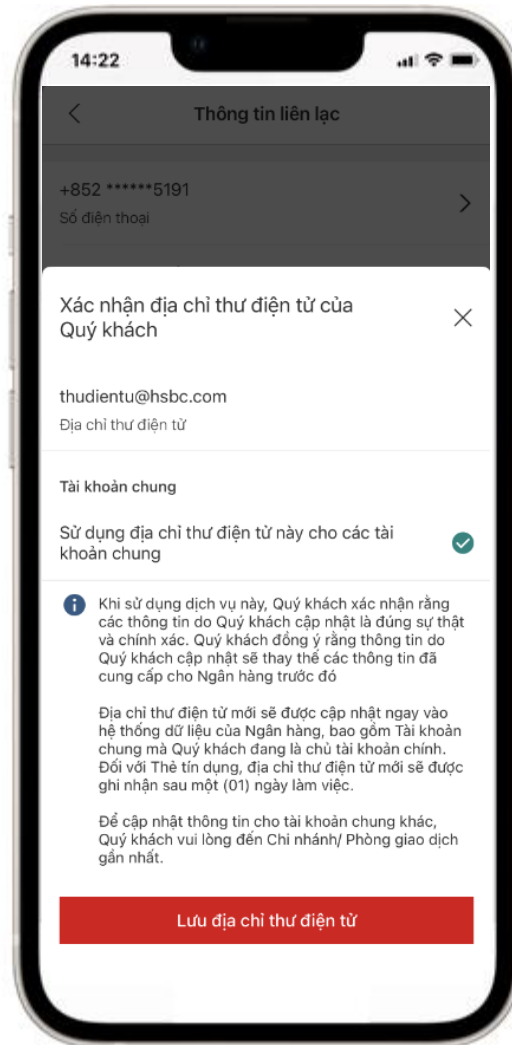 14:22
Thông tin liên lạc
+852 ******5191
Số điện thoại
Xác nhận địa chỉ thư điện tử của
Quý khách
thudientu@hsbc.com
Địa chỉ thư điện tử
Tài khoản chung
Sử dụng địa chỉ thư điện tử này cho các tài
khoản chung
Khi sử dụng dịch vụ này, Quý khách xác nhận rằng
các thông tin do Quý khách cập nhật là đúng sự thật
và chính xác. Quý khách đồng ý rằng thông tin do
Quý khách cập nhật sẽ thay thế các thông tin đã
cung cấp cho Ngân hàng trước đó
Địa chỉ thư điện tử mới sẽ được cập nhật ngay vào
hệ thống dữ liệu của Ngân hàng, bao gồm Tài khoản
chung mà Quý khách đang là chủ tài khoản chính.
Đối với Thẻ tín dụng, địa chỉ thư điện tử mới sẽ được
ghi nhận sau một (01) ngày làm việc.
Để cập nhật thông tin cho tài khoản chung khác,
Quý khách vui lòng đến Chi nhánh/ Phòng giao dịch
gần nhất.
Lưu địa chỉ thư điện tử